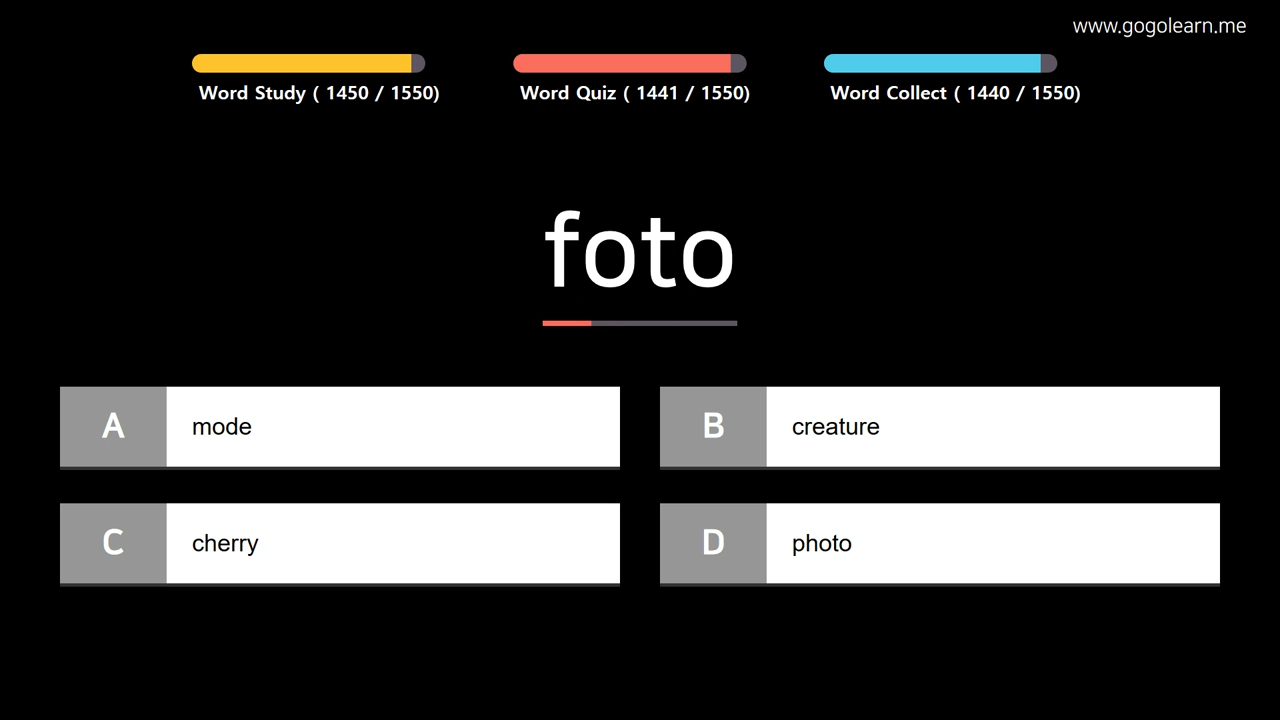 www.gogolearn.me
Word Study ( 1450 / 1550)
Word Quiz ( 1441 / 1550)
Word Collect ( 1440 / 1550)
foto
A mode
B creature
C cherry
D photo